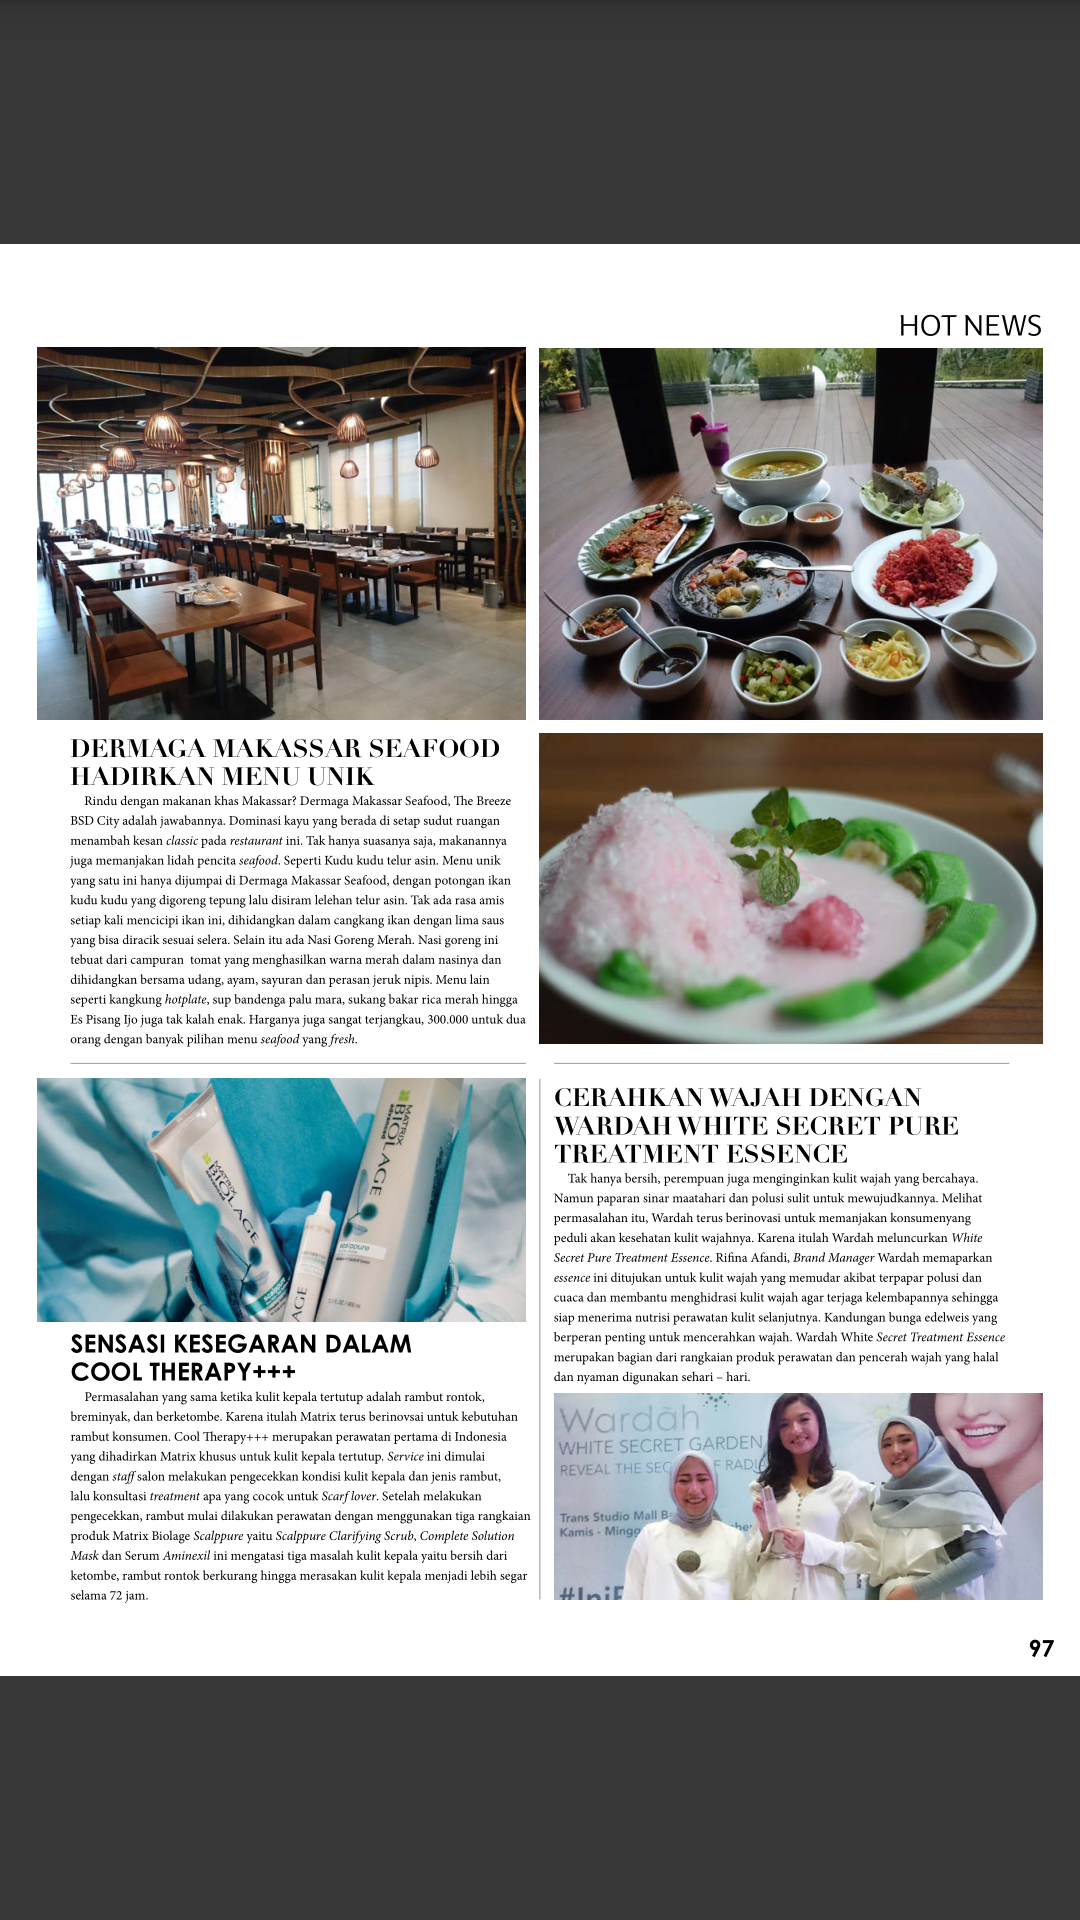 HOT NEWS
DERMAGA MAKASSAR SEAFOOD
HADIRKAN MENU UNIK
Rindu dengan makanan khas Makassar? Dermaga Makassar Seafood, The Breeze
BSD City adalah jawabannya. Dominasi kayu yang berada di setap sudut ruangan
menambah kesan classic pada restaurant ini. Tak hanya suasanya saja, makanannya
juga memanjakan lidah pencita seafood. Seperti Kudu kudu telur asin. Menu unik
yang satu ini hanya dijumpai di Dermaga Makassar Seafood, dengan potongan ikan
kudu kudu yang digoreng tepung lalu disiram lelehan telur asin. Tak ada rasa amis
setiap kali mencicipi ikan ini, dihidangkan dalam cangkang ikan dengan lima saus
yang bisa diracik sesuai selera. Selain itu ada Nasi Goreng Merah. Nasi goreng ini
tebuat dari campuran tomat yang menghasilkan warna merah dalam nasinya dan
dihidangkan bersama udang, ayam, sayuran dan perasan jeruk nipis. Menu lain
seperti kangkung hotplate, sup bandenga palu mara, sukang bakar rica merah hingga
Es Pisang Ijo juga tak kalah enak. Harganya juga sangat terjangkau, 300.000 untuk dua
orang dengan banyak pilihan menu seafood yang fresh.
MATRIX
BIOLAGE
advanced
MATRIX
BIOLAGE
advanced
scalppure
AGE
SENSASI KESEGARAN DALAM
COOL THERAPY+++
Permasalahan yang sama ketika kulit kepala tertutup adalah rambut rontok,
breminyak, dan berketombe. Karena itulah Matrix terus berinovsai untuk kebutuhan
rambut konsumen. Cool Therapy+++ merupakan perawatan pertama di Indonesia
yang dihadirkan Matrix khusus untuk kulit kepala tertutup. Service ini dimulai
dengan staff salon melakukan pengecekkan kondisi kulit kepala dan jenis rambut,
lalu konsultasi treatment apa yang cocok untuk Scarf lover. Setelah melakukan
pengecekkan, rambut mulai dilakukan perawatan dengan menggunakan tiga rangkaian
produk Matrix Biolage Scalppure yaitu Scalppure Clarifying Scrub, Complete Solution
Mask dan Serum Aminexil ini mengatasi tiga masalah kulit kepala yaitu bersih dari
ketombe, rambut rontok berkurang hingga merasakan kulit kepala menjadi lebih segar
selama 72 jam.
CERAHKAN WAJAH DENGAN
WARDAH WHITE SECRET PURE
TREATMENT ESSENCE
Tak hanya bersih, perempuan juga menginginkan kulit wajah yang bercahaya.
Namun paparan sinar maatahari dan polusi sulit untuk mewujudkannya. Melihat
permasalahan itu, Wardah terus berinovasi untuk memanjakan konsumenyang
peduli akan kesehatan kulit wajahnya. Karena itulah Wardah meluncurkan White
Secret Pure Treatment Essence. Rifina Afandi, Brand Manager Wardah memaparkan
essence ini ditujukan untuk kulit wajah yang memudar akibat terpapar polusi dan
cuaca dan membantu menghidrasi kulit wajah agar terjaga kelembapannya sehingga
siap menerima nutrisi perawatan kulit selanjutnya. Kandungan bunga edelweis yang
berperan penting untuk mencerahkan wajah. Wardah White Secret Treatment Essence
merupakan bagian dari rangkaian produk perawatan dan pencerah wajah yang halal
dan nyaman digunakan sehari – hari.
Wardah
WHITE SECRET GARDEN
REVEAL THE SEC
Trans Studio Mall B
Kamis - Mingg
97